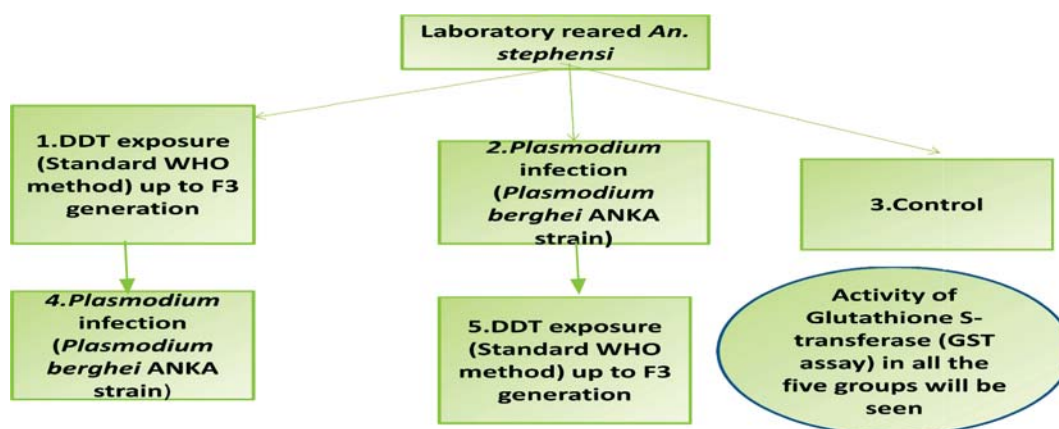 Laboratory reared An.
stephensi
1.DDT exposure
(Standard WHO
method) up to F3
generation
2.Plasmodium
infection
(Plasmodium
berghei ANKA
strain)
3.Control
4.Plasmodium
infection
(Plasmodium
berghei ANKA
strain)
5.DDT exposure
(Standard WHO
method) up to F3
generation
Activity of
Glutathione S-
transferase (GST
assay) in all the
five groups will be
seen